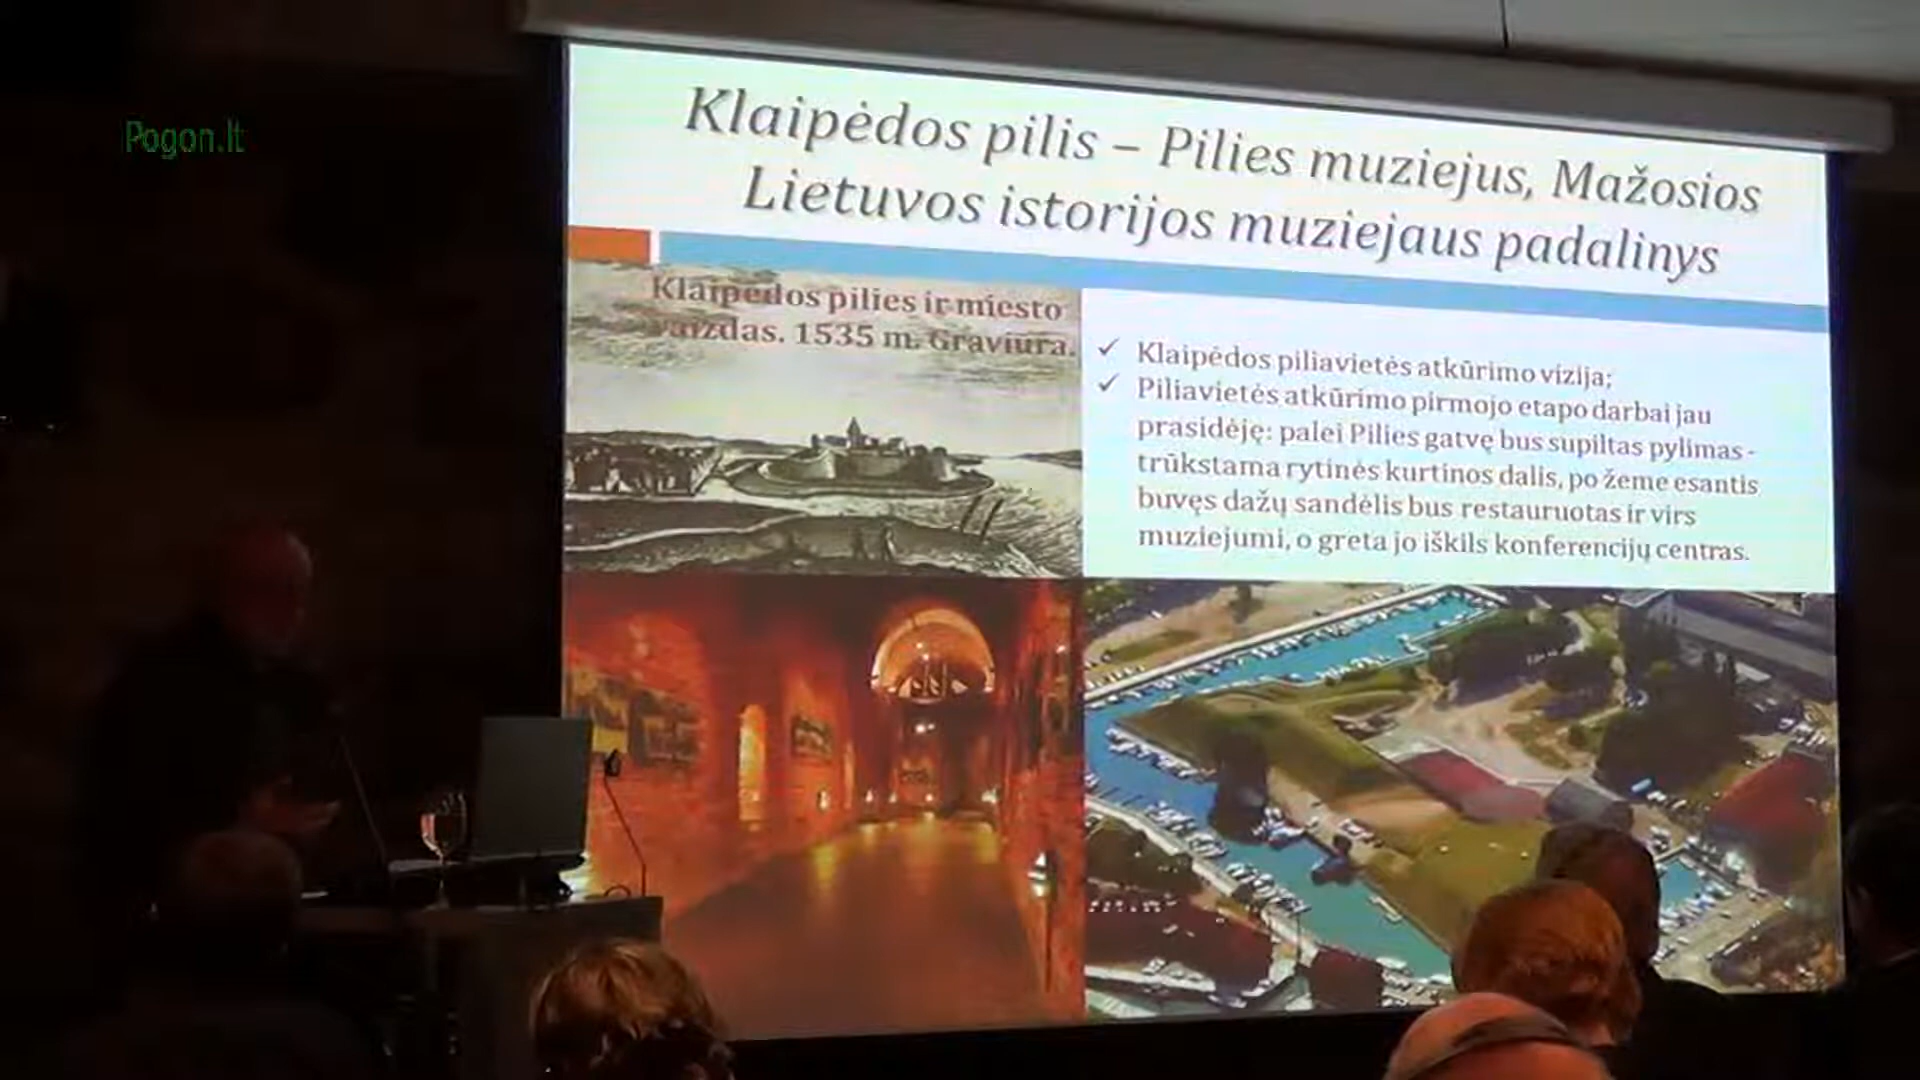 Pogon.lt
Klaipėdos pilis – Pilies muziejus, Mažosios
Lietuvos istorijos muziejaus padalinys
Klaipėdos pilies ir miesto
vaizdas. 1535 m. Graviūra.
✓ Klaipėdos piliavietės atkūrimo vizija;
✓ Piliavietės atkūrimo pirmojo etapo darbai jau
prasidėję: palei Pilies gatvę bus supiltas pylimas -
trūkstama rytinės kurtinos dalis, po žeme esantis
buvęs dažų sandėlis bus restauruotas ir virs
muziejumi, o greta jo iškils konferencijų centras.